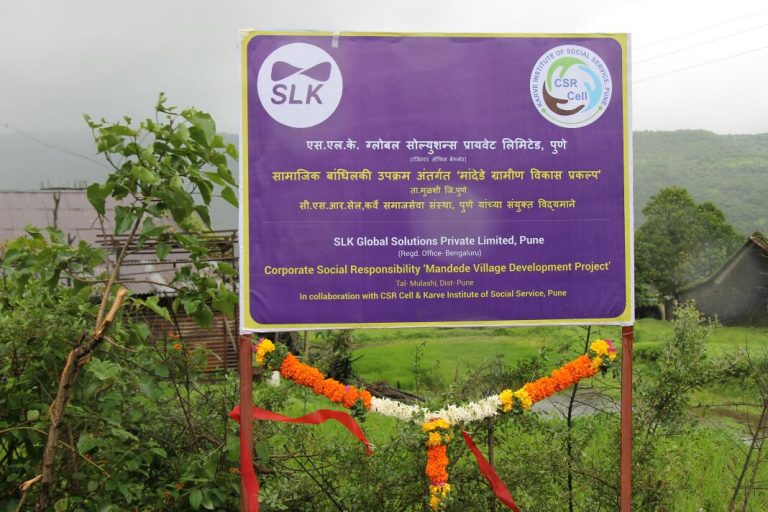 SLK
KARVE INSTITUTE OF SOCIAL SERVICE, PUNE
CSR
Cell
एस.एल.के. ग्लोबल सोल्युशन्स प्रायवेट लिमिटेड, पुणे
(रजिस्टर ऑफिस बेंगलोर)
सामाजिक बांधिलकी उपक्रम अंतर्गत 'मांदेडे ग्रामीण विकास प्रकल्प'
ता.मुळशी जि.पुणे
सी.एस.आर.सेल,कर्वे समाजसेवा संस्था, पुणे यांच्या संयुक्त विद्यमाने
SLK Global Solutions Private Limited, Pune
(Regd. Office- Bengaluru)
Corporate Social Responsibility 'Mandede Village Development Project'
Tal- Mulashi, Dist- Pune
In collaboration with CSR Cell & Karve Institute of Social Service, Pune